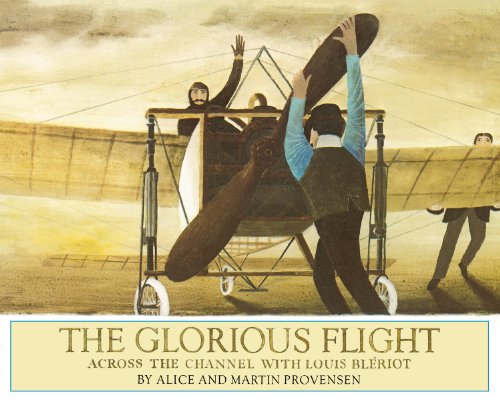 THE GLORIOUS FLIGHT
ACROSS THE CHANNEL WITH LOUIS BLÉRIOT
BY ALICE AND MARTIN PROVENSEN